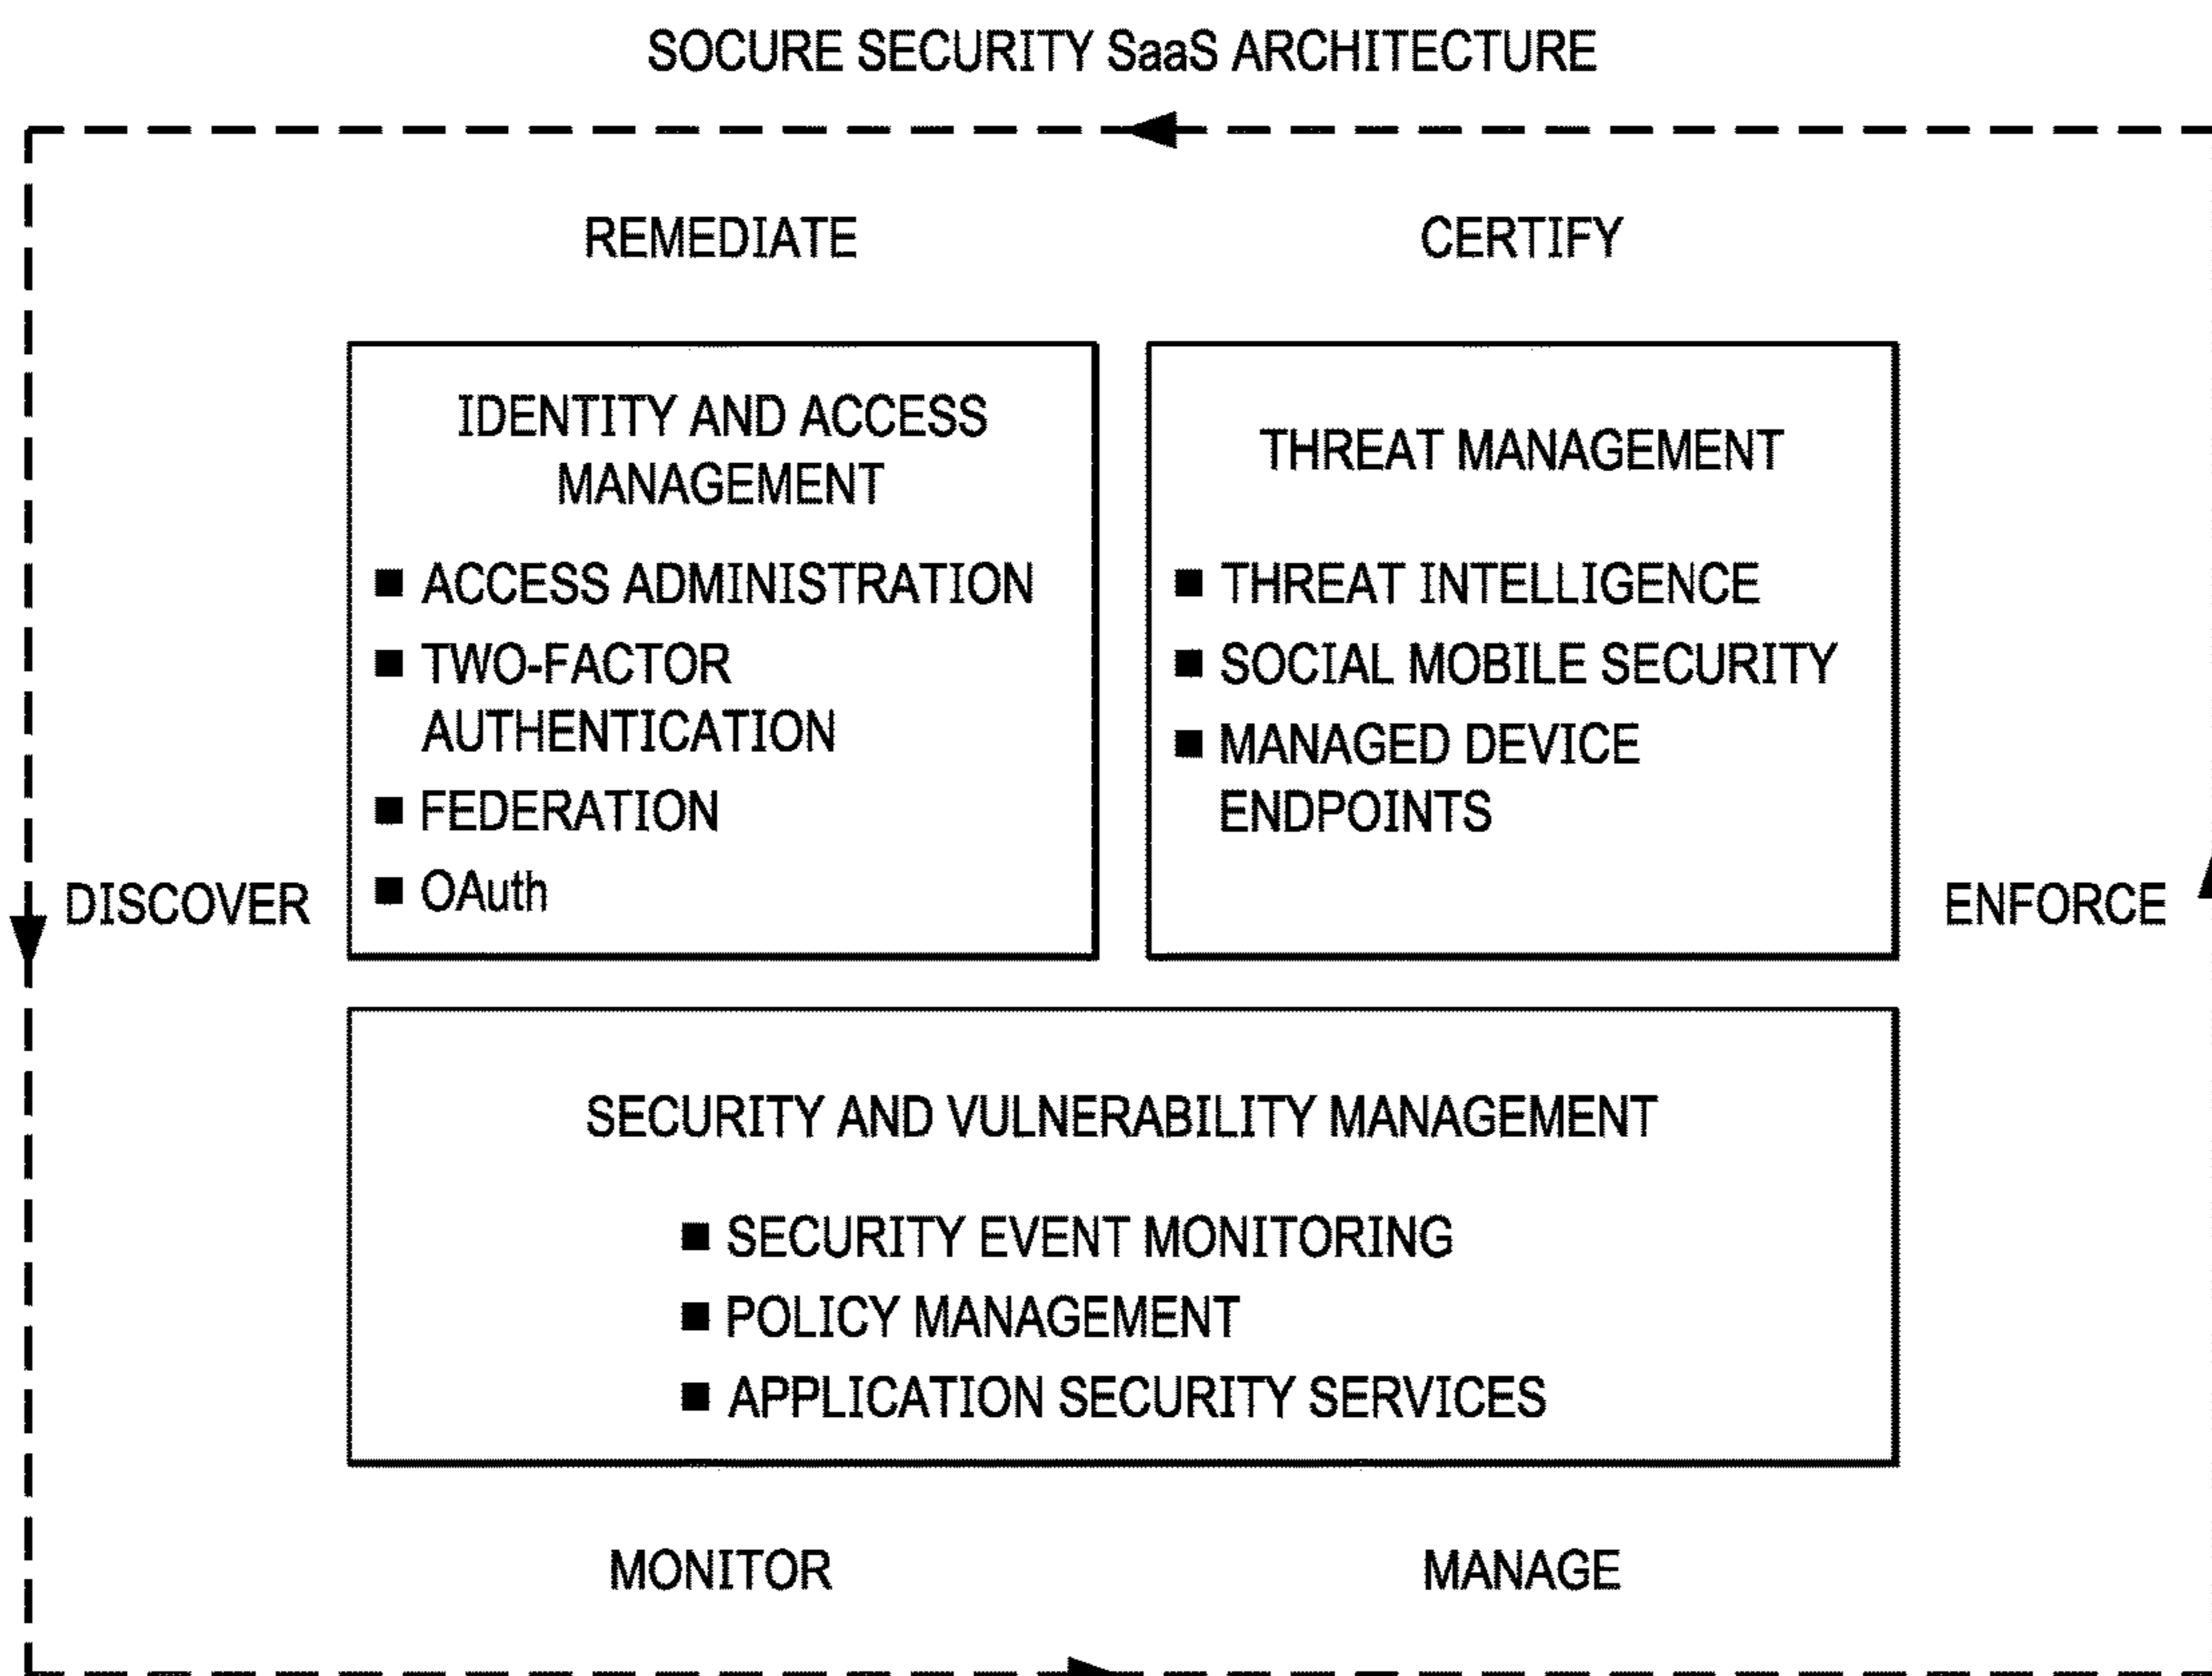 SOCURE SECURITY SaaS ARCHITECTURE
REMEDIATE
CERTIFY
IDENTITY AND ACCESS
MANAGEMENT
■ ACCESS ADMINISTRATION
■ TWO-FACTOR
AUTHENTICATION
■ FEDERATION
■ OAuth
THREAT MANAGEMENT
■ THREAT INTELLIGENCE
■ SOCIAL MOBILE SECURITY
■ MANAGED DEVICE
ENDPOINTS
DISCOVER
ENFORCE
SECURITY AND VULNERABILITY MANAGEMENT
■ SECURITY EVENT MONITORING
■ POLICY MANAGEMENT
■ APPLICATION SECURITY SERVICES
MONITOR
MANAGE